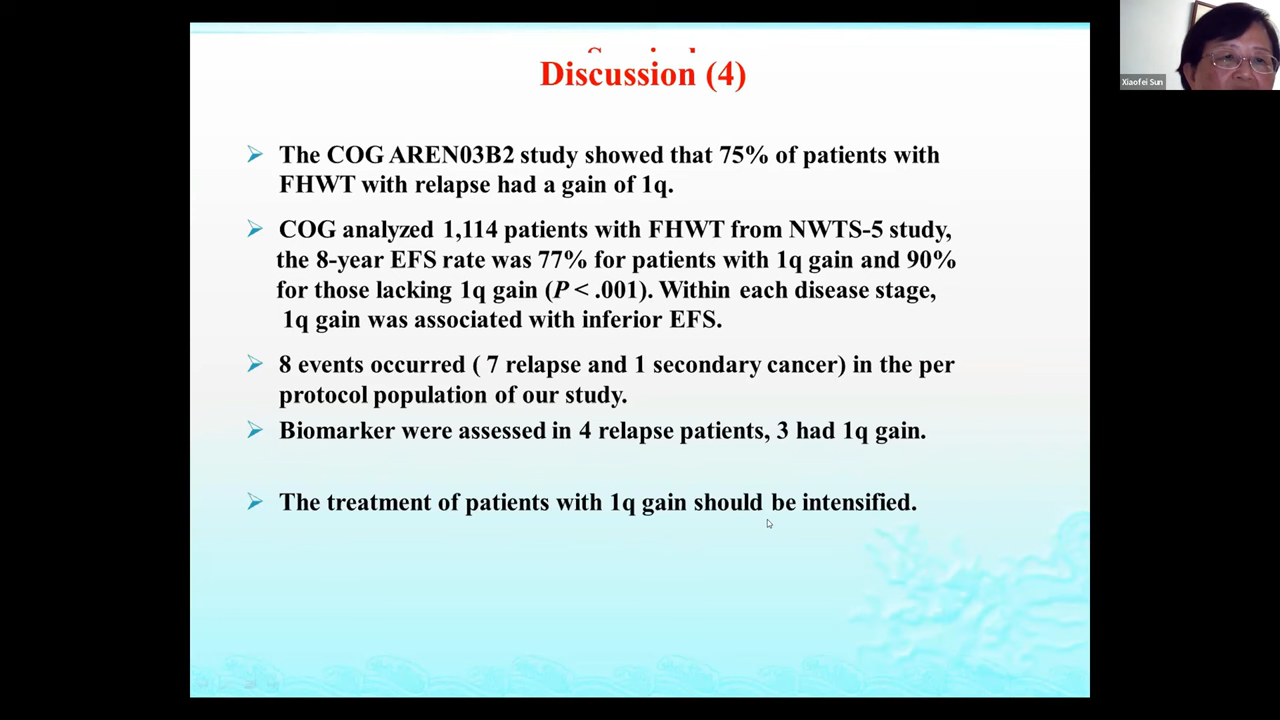 Discussion (4)
Xiaofei Sun
➢ The COG AREN03B2 study showed that 75% of patients with
FHWT with relapse had a gain of 1q.
➢ COG analyzed 1,114 patients with FHWT from NWTS-5 study,
the 8-year EFS rate was 77% for patients with 1q gain and 90%
for those lacking 1q gain (P < .001). Within each disease stage,
1q gain was associated with inferior EFS.
➢ 8 events occurred ( 7 relapse and 1 secondary cancer) in the per
protocol population of our study.
➢ Biomarker were assessed in 4 relapse patients, 3 had 1q gain.
➢ The treatment of patients with 1q gain should be intensified.